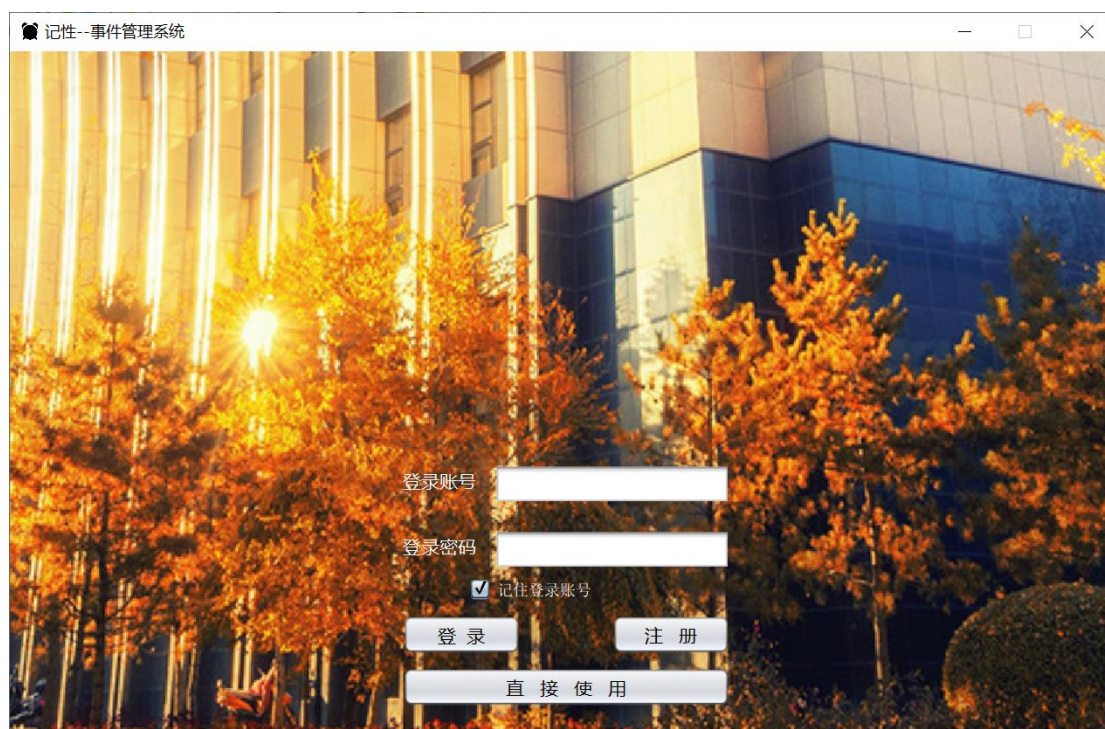 记性--事件管理系统
登录账号
登录密码
记住登录账号
登 录 注 册
直 接 使 用